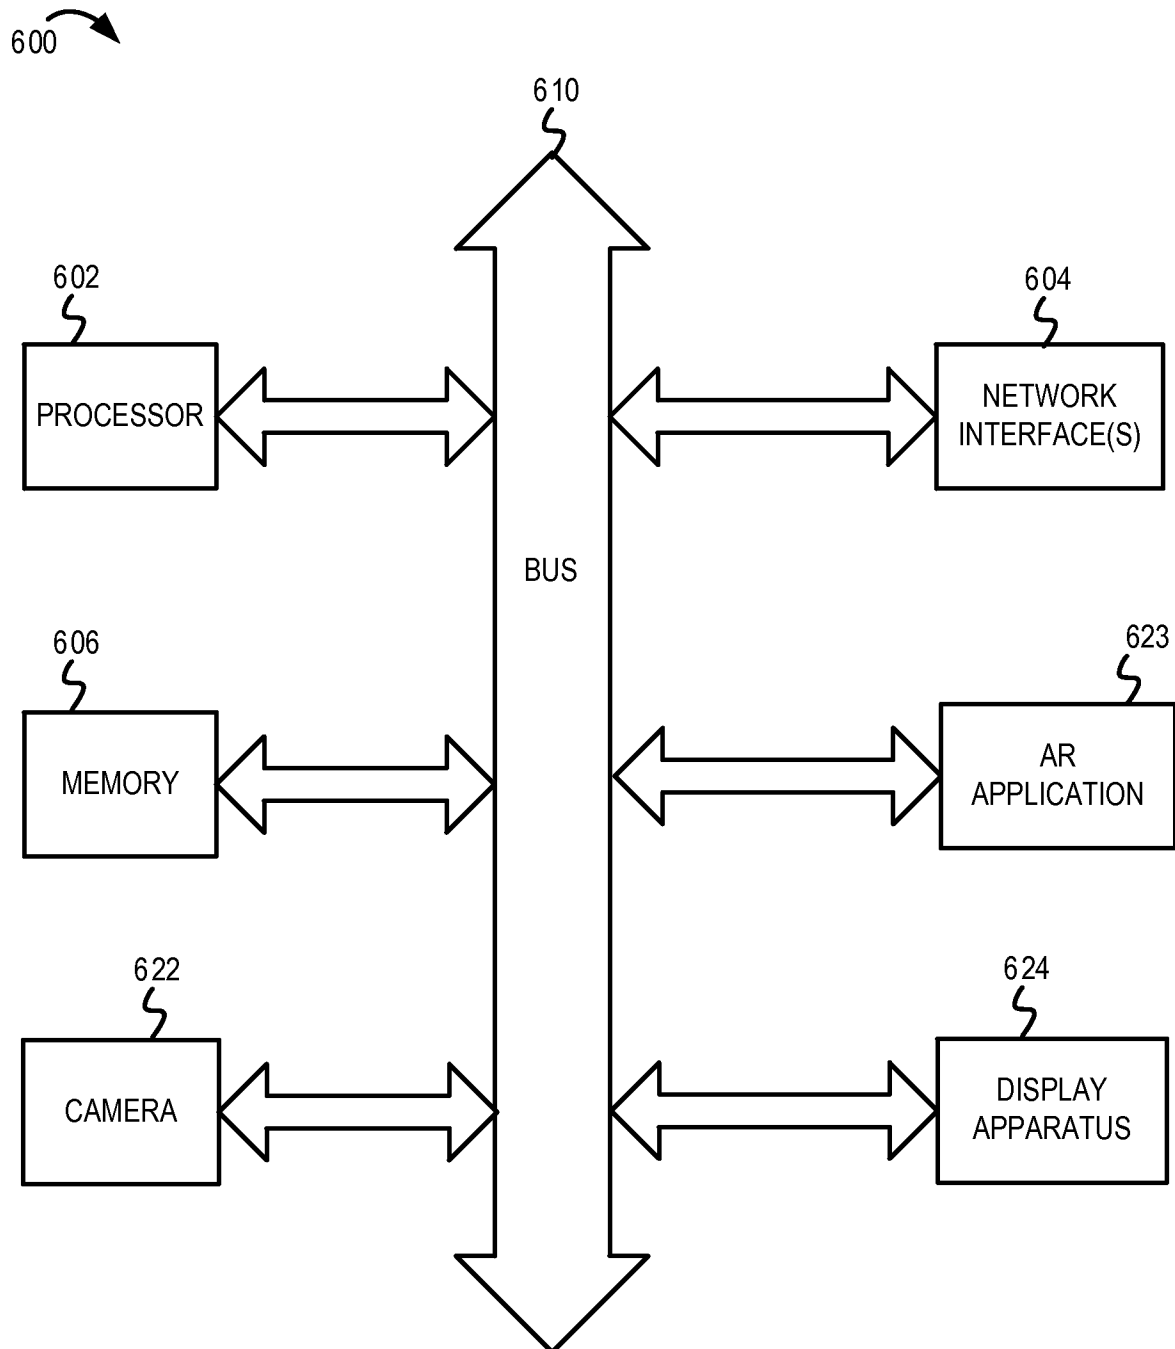 600
610
602
PROCESSOR
604
NETWORK
INTERFACE(S)
BUS
606
MEMORY
623
AR
APPLICATION
622
CAMERA
624
DISPLAY
APPARATUS